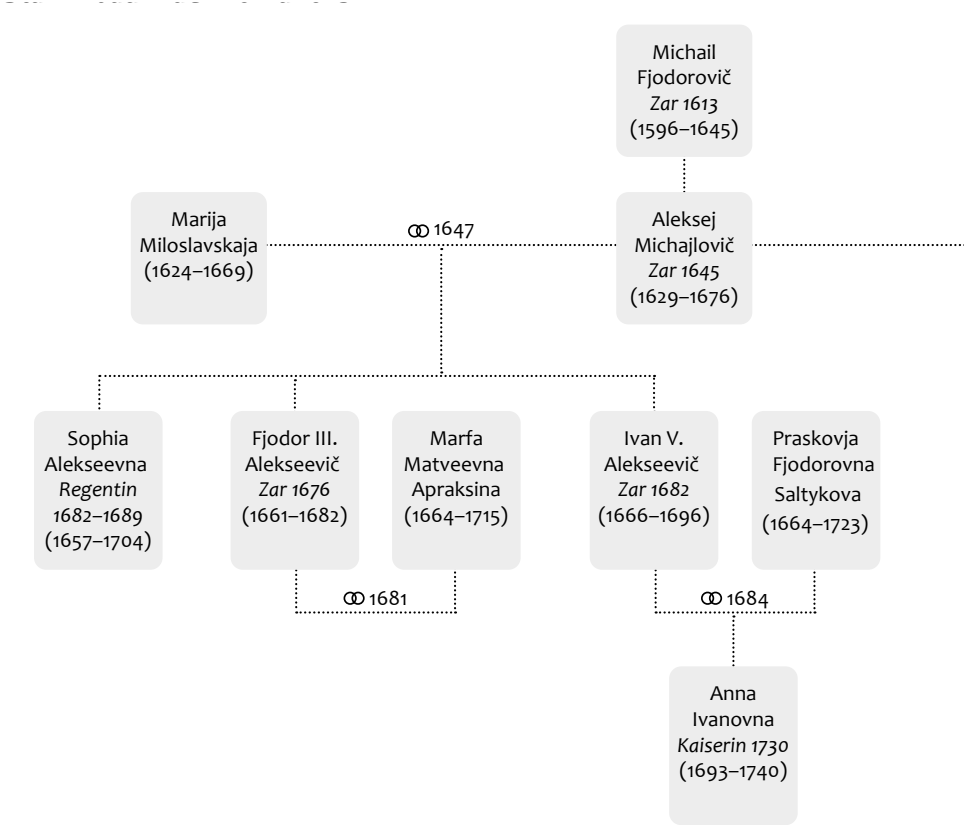 Michail
Fjodorovič
Zar 1613
(1596–1645)
Marija
Miloslavskaja
(1624–1669)
⚭ 1647
Aleksej
Michajlovič
Zar 1645
(1629–1676)
Sophia
Alekseevna
Regentin
1682–1689
(1657–1704)
Fjodor III.
Alekseevič
Zar 1676
(1661–1682)
Marfa
Matveevna
Apraksina
(1664–1715)
Ivan V.
Alekseevič
Zar 1682
(1666–1696)
Praskovja
Fjodorovna
Saltykova
(1664–1723)
⚭ 1681
⚭ 1684
Anna
Ivanovna
Kaiserin 1730
(1693–1740)